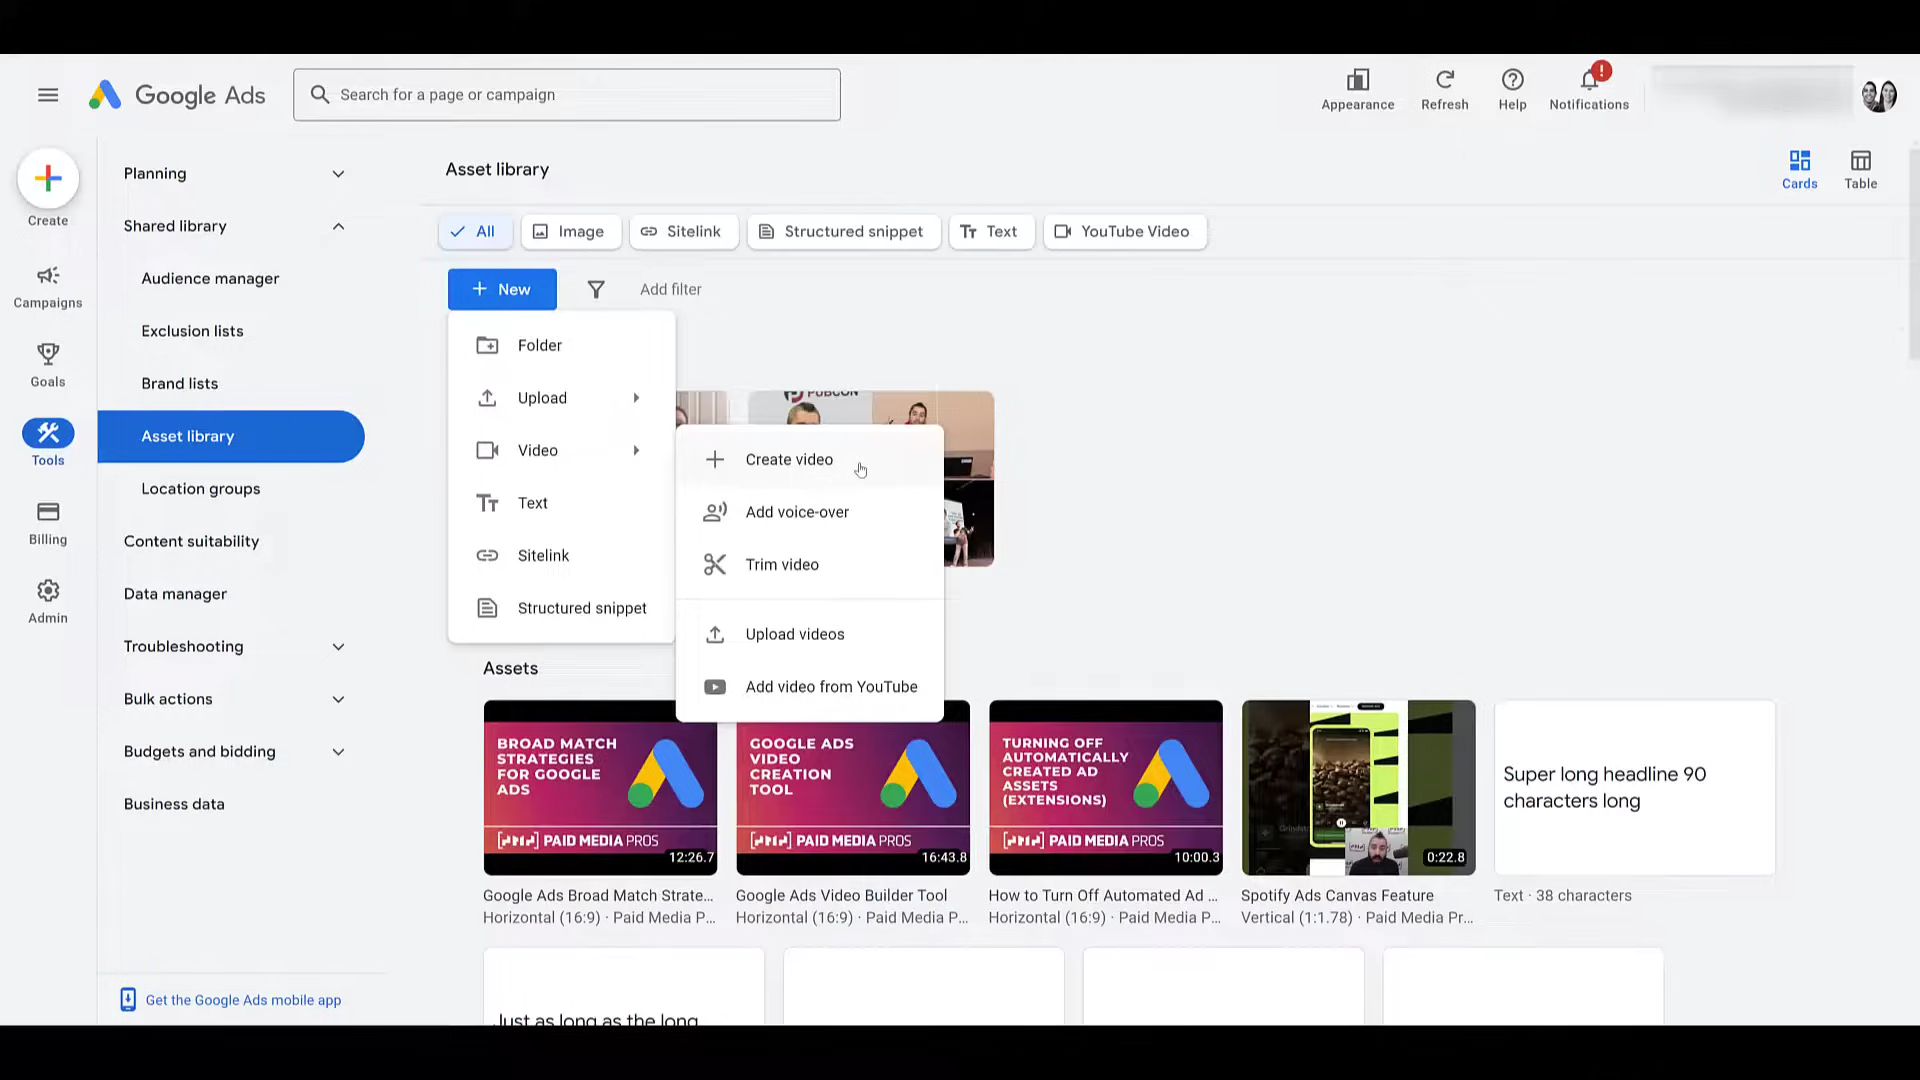 Google Ads
Search for a page or campaign
Appearance
Refresh
Help
!
Notifications
Create
Campaigns
Goals
Tools
Billing
Admin
Planning
Shared library
Audience manager
Exclusion lists
Brand lists
Asset library
Location groups
Content suitability
Data manager
Troubleshooting
Bulk actions
Budgets and bidding
Business data
Get the Google Ads mobile app
Asset library
Cards
Table
All
Image
Sitelink
Structured snippet
Text
YouTube Video
New
Add filter
Folder
Upload
Video
Text
Sitelink
Structured snippet
PUBCON
Create video
Add voice-over
Trim video
Upload videos
Add video from YouTube
Assets
BROAD MATCH
STRATEGIES
FOR GOOGLE
ADS
PAID MEDIA PROS
12:26.7
Google Ads Broad Match Strate...
Horizontal (16:9) · Paid Media P...
GOOGLE ADS
VIDEO
CREATION
TOOL
PAID MEDIA PROS
16:43.8
Google Ads Video Builder Tool
Horizontal (16:9) · Paid Media P...
TURNING OFF
AUTOMATICALLY
CREATED AD
ASSETS
(EXTENSIONS)
PAID MEDIA PROS
10:00.3
How to Turn Off Automated Ad ...
Horizontal (16:9) · Paid Media P...
0:22.8
Spotify Ads Canvas Feature
Vertical (1:1.78) · Paid Media Pr...
Super long headline 90
characters long
Text · 38 characters
Just as long as the long